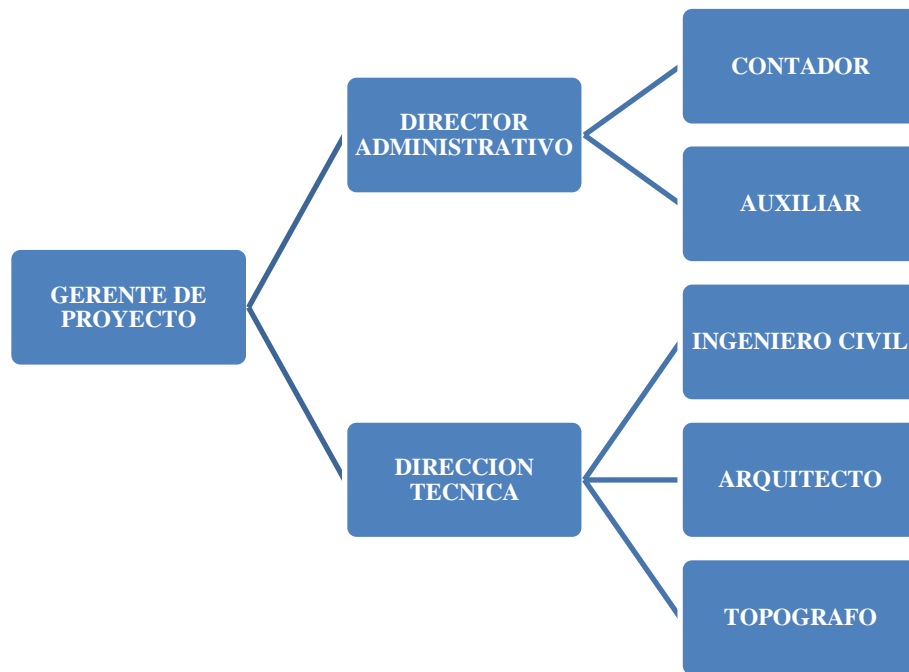 GERENTE DE
PROYECTO
DIRECTOR
ADMINISTRATIVO
CONTADOR
AUXILIAR
DIRECCION
TECNICA
INGENIERO CIVIL
ARQUITECTO
TOPOGRAFO